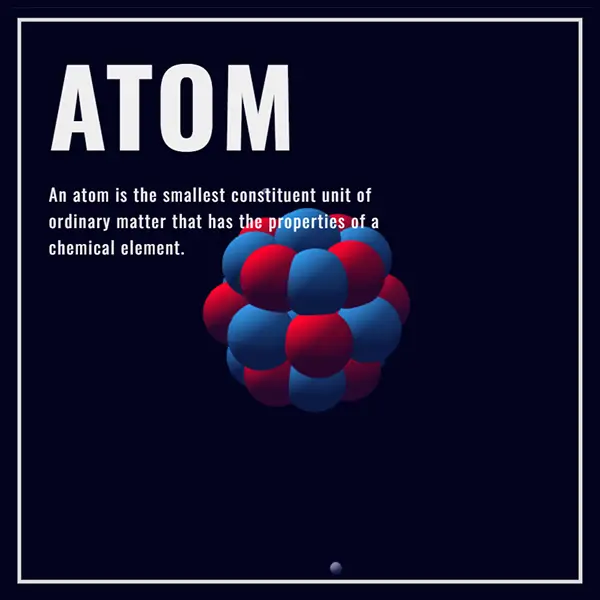 ATOM
An atom is the smallest constituent unit of
ordinary matter that has the properties of a
chemical element.